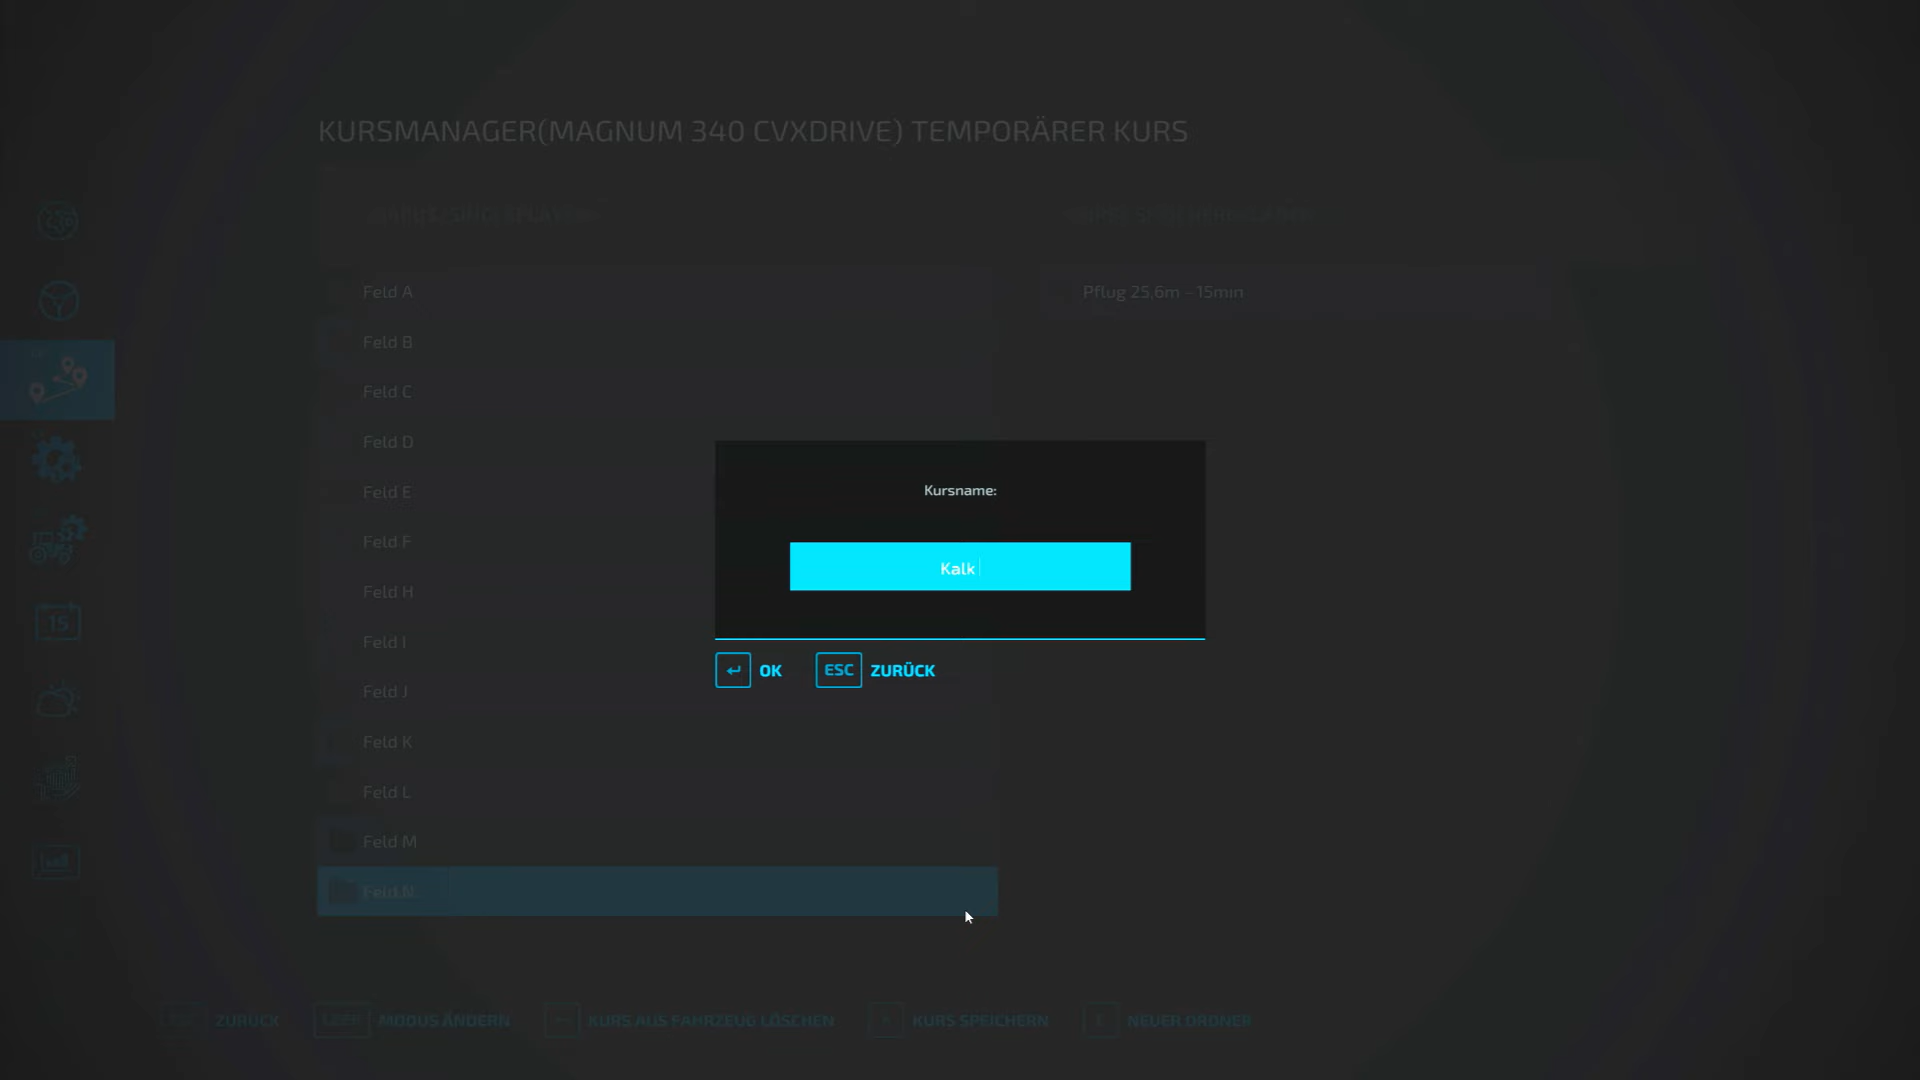 KURSMANAGER(MAGNUM 340 CVXDRIVE) TEMPORÄRER KURS
Feld A
Pflug 25,6m - 15min
Feld B
Feld C
Feld D
Feld E
Kursname:
Feld F
Kalk
Feld H
Feld I
OK
ESC ZURÜCK
Feld J
Feld K
Feld L
Feld M
Feld N
15
ZURÜCK
MODUS ÄNDERN
KURS AUS FAHRZEUG LÖSCHEN
KURS SPEICHERN
NEUER ORDNER